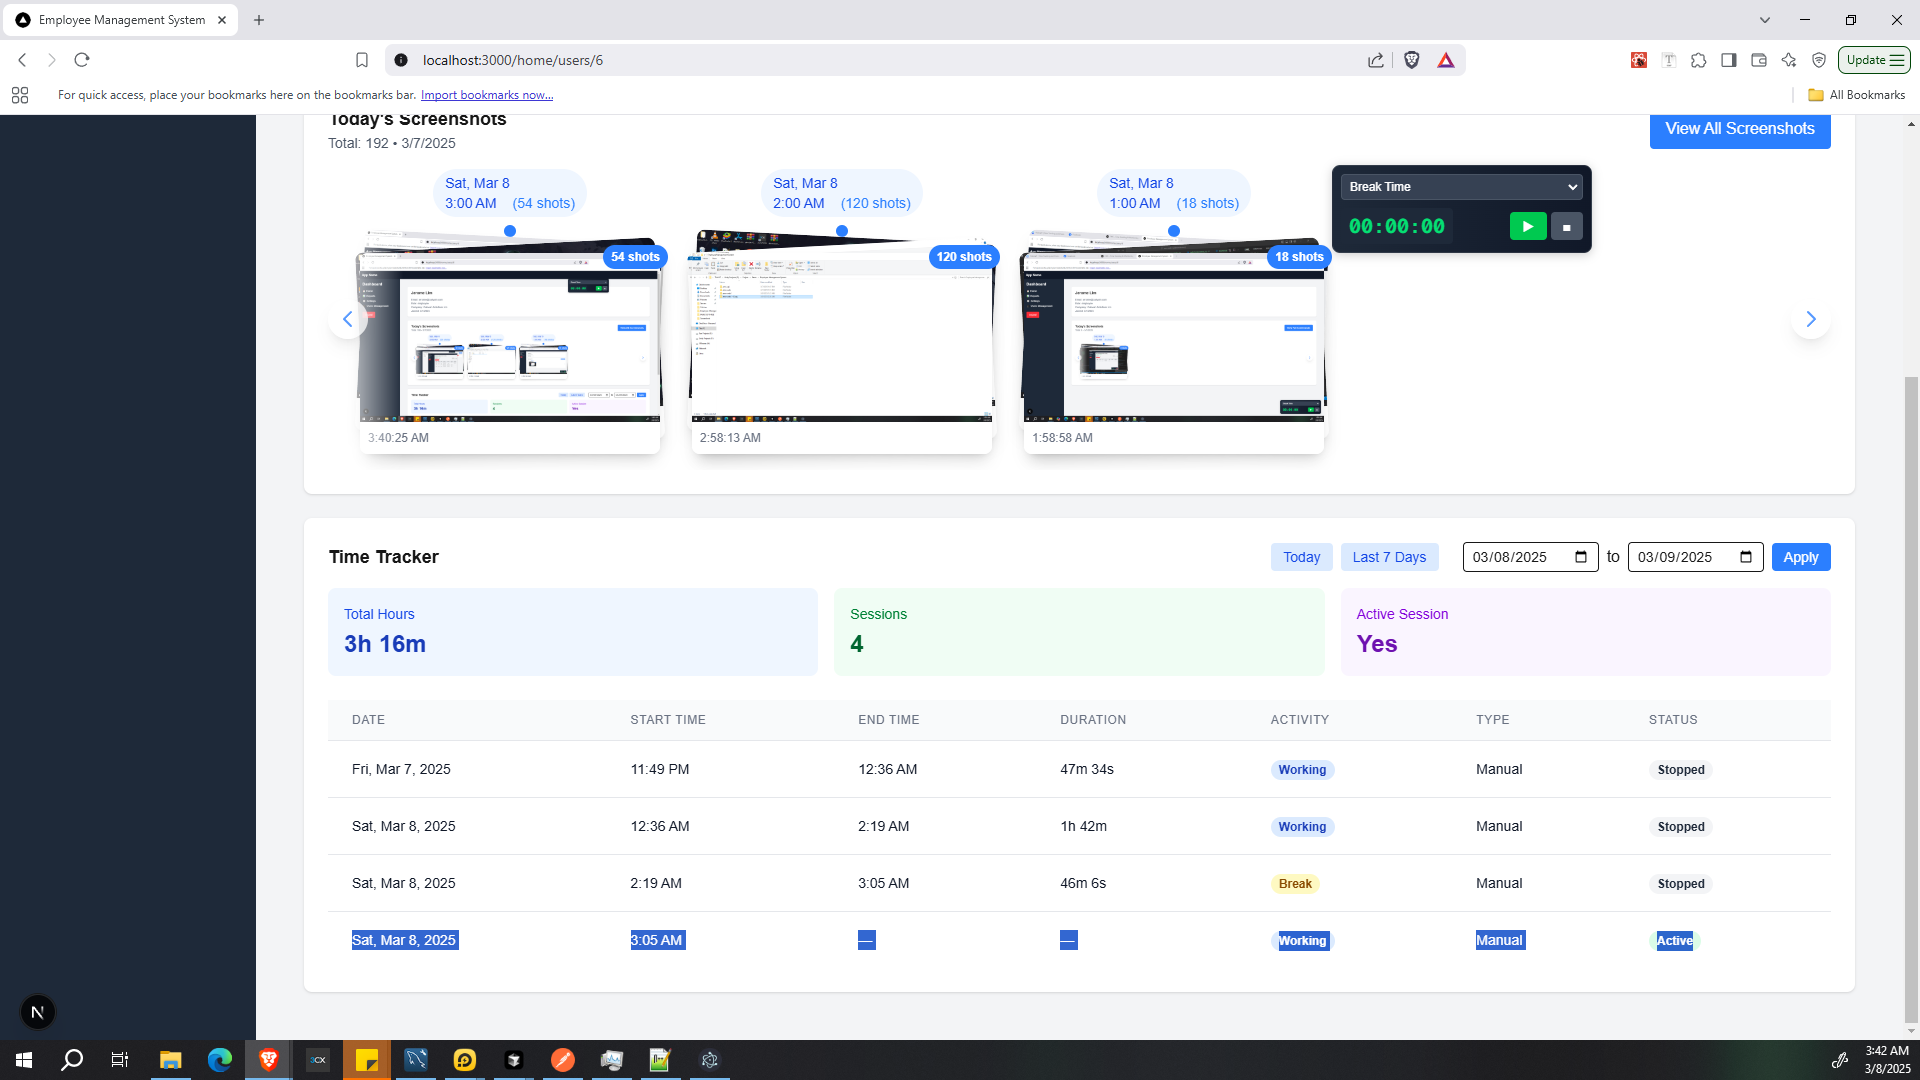 Employee Management System
localhost:3000/home/users/6
Update
For quick access, place your bookmarks here on the bookmarks bar. Import bookmarks now...
All Bookmarks
Today's Screenshots
Total: 192 • 3/7/2025
View All Screenshots
Sat, Mar 8
3:00 AM (54 shots)
Sat, Mar 8
2:00 AM (120 shots)
Sat, Mar 8
1:00 AM (18 shots)
Break Time
00:00:00
54 shots
120 shots
18 shots
3:40:25 AM
2:58:13 AM
1:58:58 AM
Time Tracker
Today
Last 7 Days
03/08/2025 to 03/09/2025
Apply
Total Hours
3h 16m
Sessions
4
Active Session
Yes
DATE START TIME END TIME DURATION ACTIVITY TYPE STATUS
Fri, Mar 7, 2025 11:49 PM 12:36 AM 47m 34s Working Manual Stopped
Sat, Mar 8, 2025 12:36 AM 2:19 AM 1h 42m Working Manual Stopped
Sat, Mar 8, 2025 2:19 AM 3:05 AM 46m 6s Break Manual Stopped
Sat, Mar 8, 2025 3:05 AM — — Working Manual Active
N
3CX
3:42 AM
3/8/2025